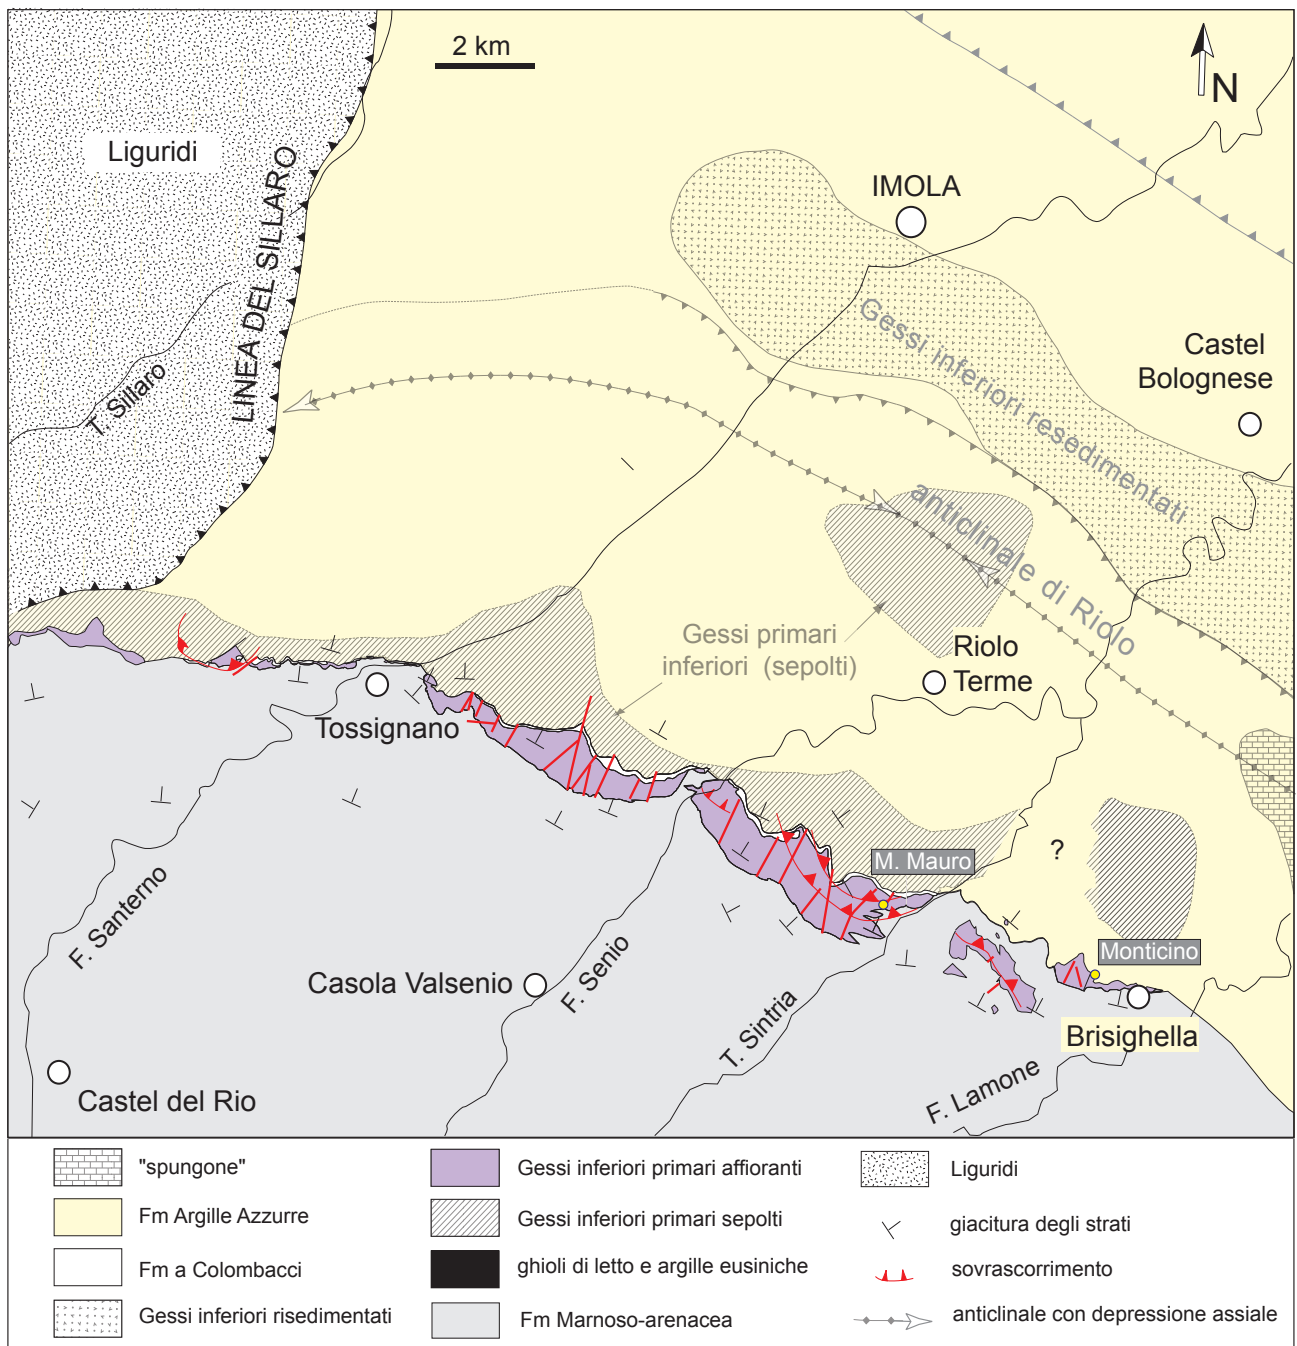 2 km
N
Liguridi
LINEA DEL SILLARO
T. Sillaro
IMOLA
Gessi inferiori resedimentati
Castel
Bolognese
anticlinale di Riolo
Gessi primari
inferiori (sepolti)
Riolo
Terme
Tossignano
?
M. Mauro
Monticino
F. Santerno
Casola Valsenio
F. Senio
T. Sintria
Brisighella
F. Lamone
Castel del Rio
"spungone"
Fm Argille Azzurre
Fm a Colombacci
Gessi inferiori risedimentati
Gessi inferiori primari affioranti
Gessi inferiori primari sepolti
ghioli di letto e argille eusiniche
Fm Marnoso-arenacea
Liguridi
giacitura degli strati
sovrascorrimento
anticlinale con depressione assiale